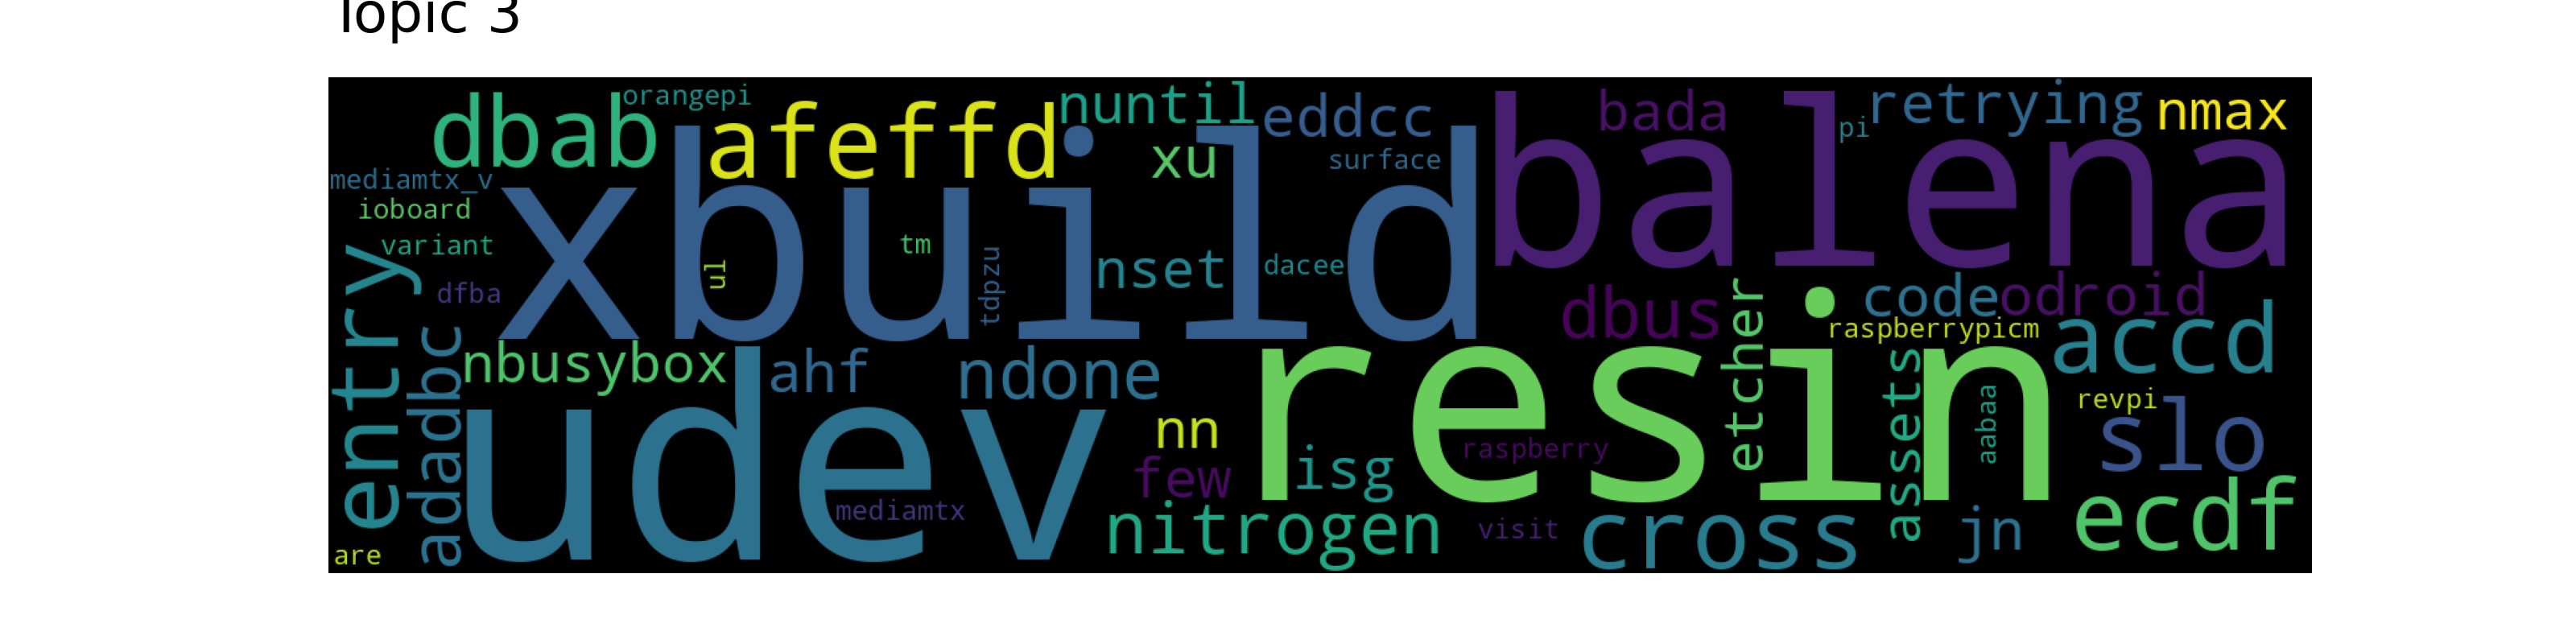 Topic 3
orangepi
dbab
afeffd
nuntil
eddcc
bada
pi
retrying
nmax
xu
surface
mediamtx_v
ioboard
variant
xbuild
balena
tm
ul
tdpzu
nset
dacee
dfba
entry
adadbc
dbus
etcher
code
odroid
raspberrypicm
accd
nbusybox
ahf
ndone
resin
assets
aabaa
revpi
slo
udev
nn
few
isg
raspberry
mediamtx
nitrogen
visit
cross
jn
ecdf
are